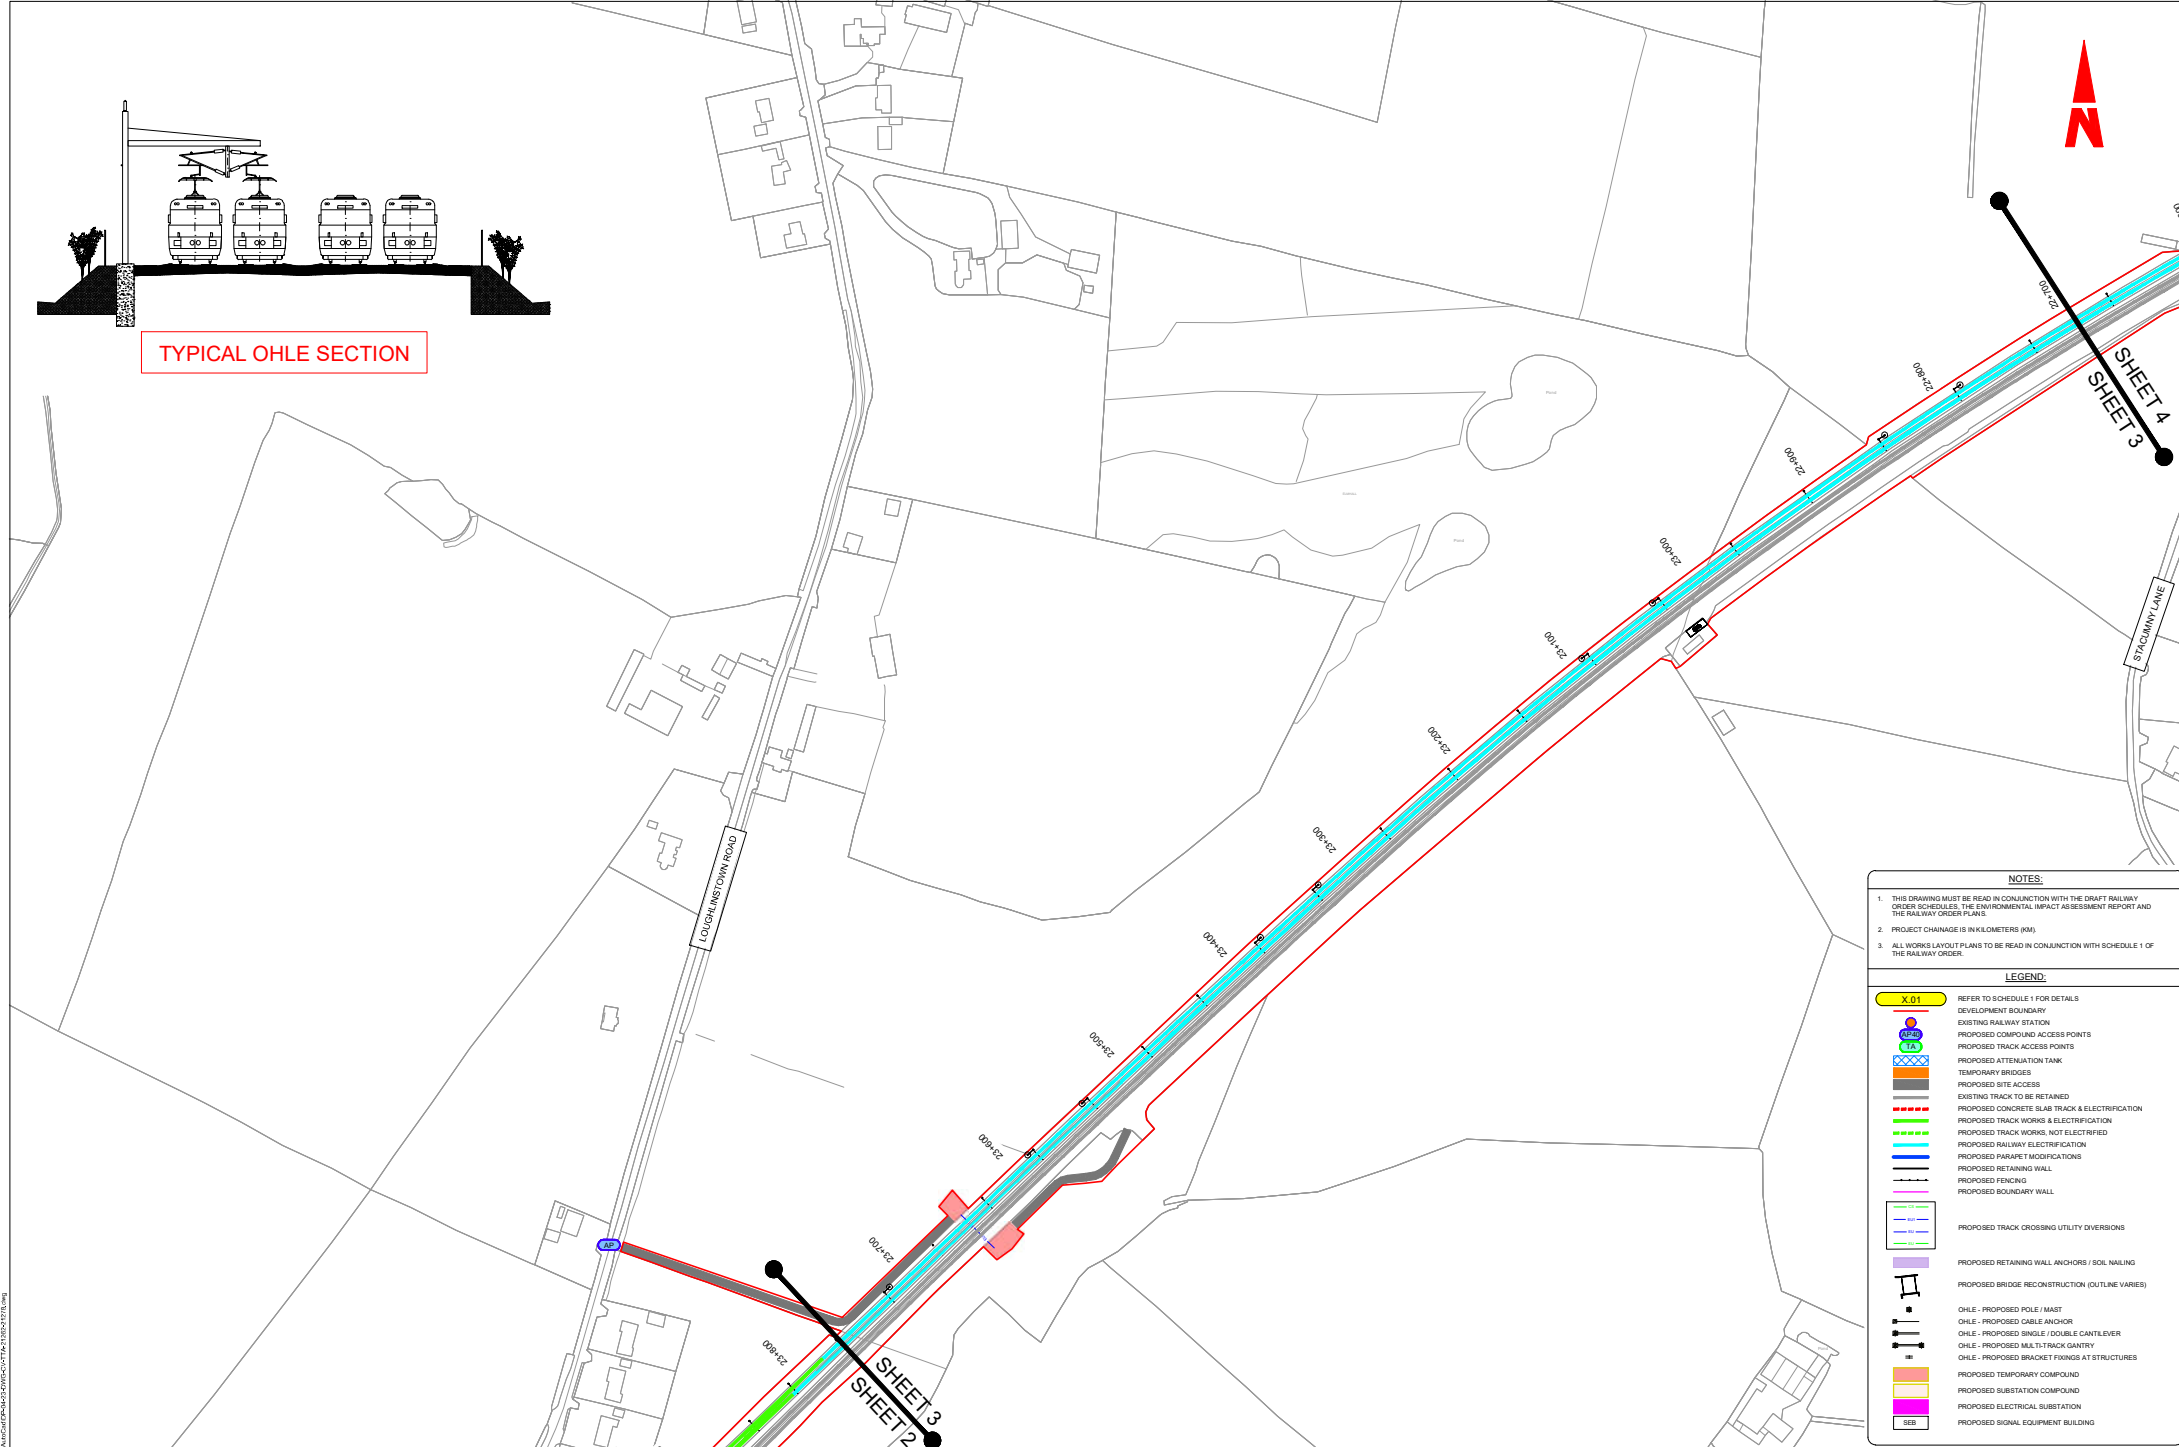 N
TYPICAL OHLE SECTION
22+700
SHEET 4
SHEET 3
22+800
22+900
23+000
23+100
23+200
23+300
23+400
23+500
23+600
23+700
23+800
Pond
Pond
STACUMNY LANE
LOUGHLINSTOWN ROAD
AP
SHEET 3
SHEET 2
NOTES:
1. THIS DRAWING MUST BE READ IN CONJUNCTION WITH THE DRAFT RAILWAY
ORDER SCHEDULES, THE ENVIRONMENTAL IMPACT ASSESSMENT REPORT AND
THE RAILWAY ORDER PLANS.
2. PROJECT CHAINAGE IS IN KILOMETERS (KM).
3. ALL WORKS LAYOUT PLANS TO BE READ IN CONJUNCTION WITH SCHEDULE 1 OF
THE RAILWAY ORDER.
LEGEND:
X.01 REFER TO SCHEDULE 1 FOR DETAILS
DEVELOPMENT BOUNDARY
EXISTING RAILWAY STATION
PROPOSED COMPOUND ACCESS POINTS
TA PROPOSED TRACK ACCESS POINTS
PROPOSED ATTENUATION TANK
TEMPORARY BRIDGES
PROPOSED SITE ACCESS
EXISTING TRACK TO BE RETAINED
PROPOSED CONCRETE SLAB TRACK & ELECTRIFICATION
PROPOSED TRACK WORKS & ELECTRIFICATION
PROPOSED TRACK WORKS, NOT ELECTRIFIED
PROPOSED RAILWAY ELECTRIFICATION
PROPOSED PARAPET MODIFICATIONS
PROPOSED RETAINING WALL
PROPOSED FENCING
PROPOSED BOUNDARY WALL
PROPOSED TRACK CROSSING UTILITY DIVERSIONS
PROPOSED RETAINING WALL ANCHORS / SOIL NAILING
PROPOSED BRIDGE RECONSTRUCTION (OUTLINE VARIES)
OHLE - PROPOSED POLE / MAST
OHLE - PROPOSED CABLE ANCHOR
OHLE - PROPOSED SINGLE / DOUBLE CANTILEVER
OHLE - PROPOSED MULTI-TRACK GANTRY
OHLE - PROPOSED BRACKET FIXINGS AT STRUCTURES
PROPOSED TEMPORARY COMPOUND
PROPOSED SUBSTATION COMPOUND
PROPOSED ELECTRICAL SUBSTATION
SEB PROPOSED SIGNAL EQUIPMENT BUILDING